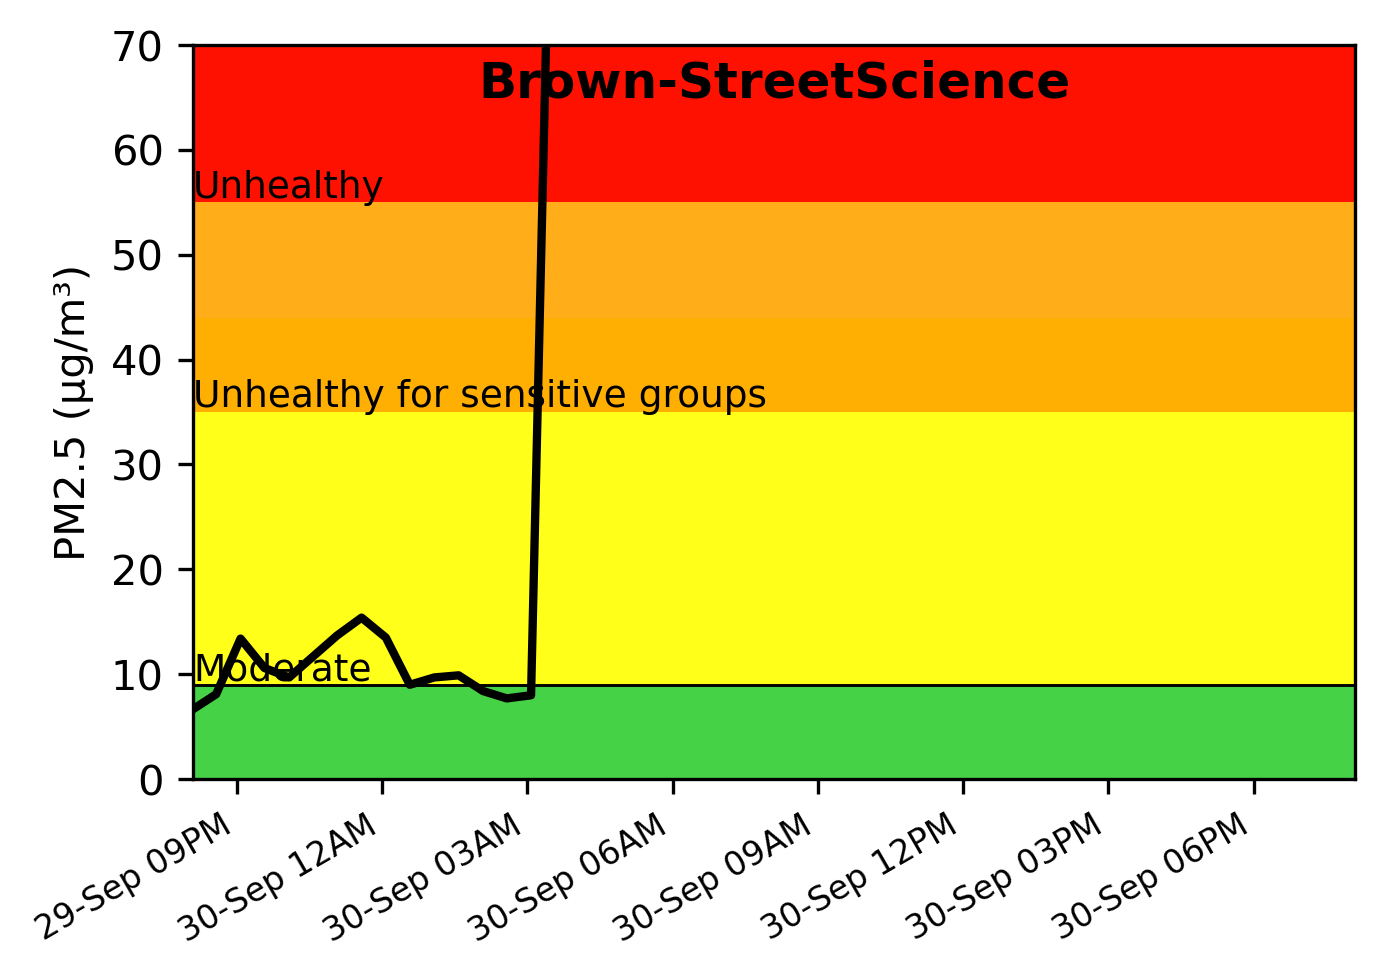 Brown-StreetScience
PM2.5 (µg/m³)
70
60
Unhealthy
50
40
Unhealthy for sensitive groups
30
20
Moderate
10
0
29-Sep 09PM
30-Sep 12AM
30-Sep 03AM
30-Sep 06AM
30-Sep 09AM
30-Sep 12PM
30-Sep 03PM
30-Sep 06PM